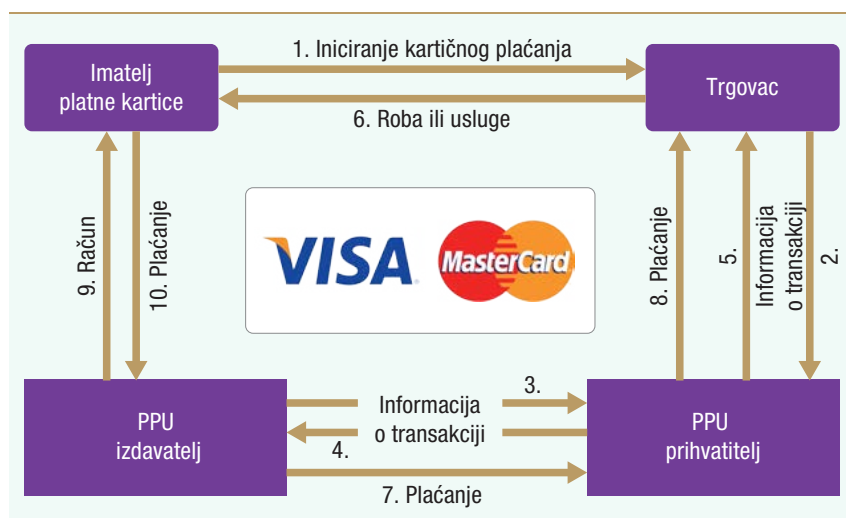 1. Iniciranje kartičnog plaćanja
Imatelj
platne kartice
Trgovac
6. Roba ili usluge
9. Račun
10. Plaćanje
VISA
MasterCard
8. Plaćanje
5.
Informacija
o transakciji
2.
PPU
izdavatelj
3.
Informacija
o transakciji
4.
7. Plaćanje
PPU
prihvatitelj